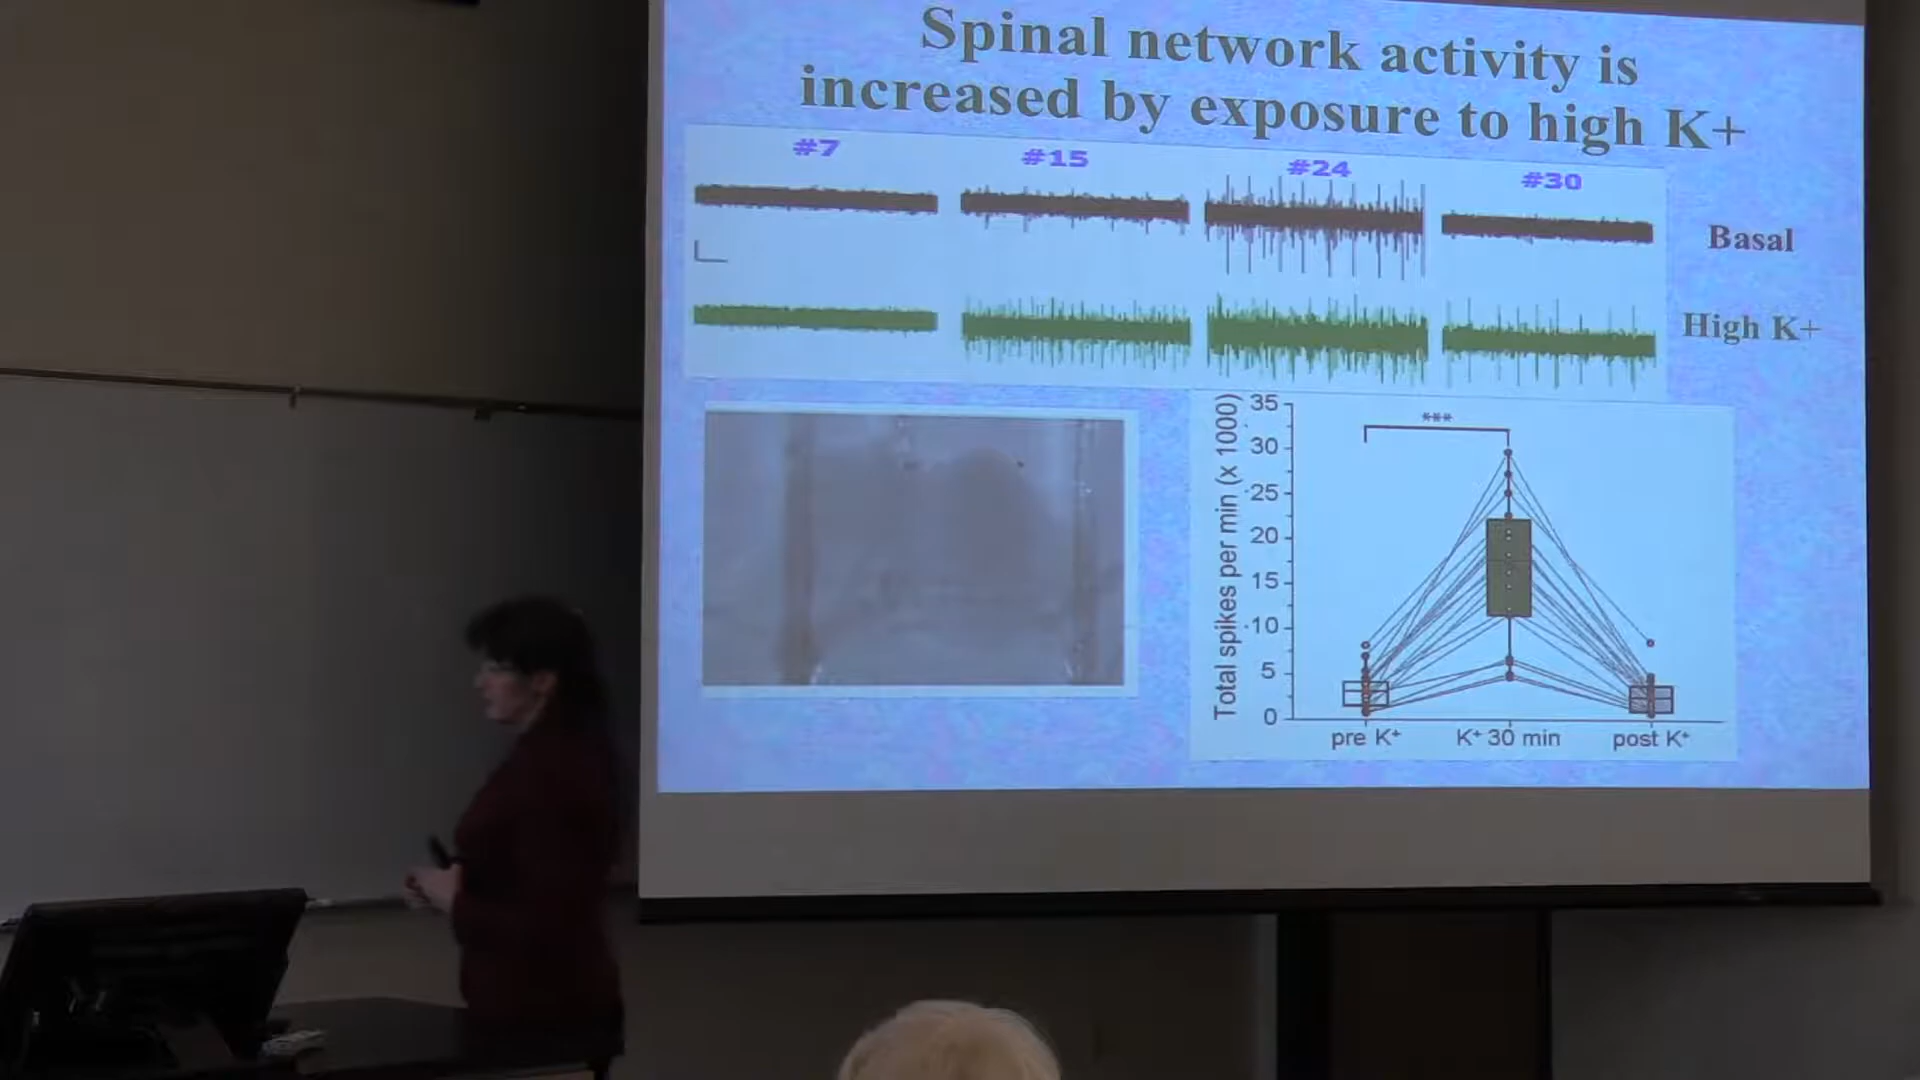 Spinal network activity is
increased by exposure to high K+
#7 #15 #24 #30
Basal
High K+
***
Total spikes per min (x 1000)
35
30
25
20
15
10
5
0
pre K+ K+ 30 min post K+